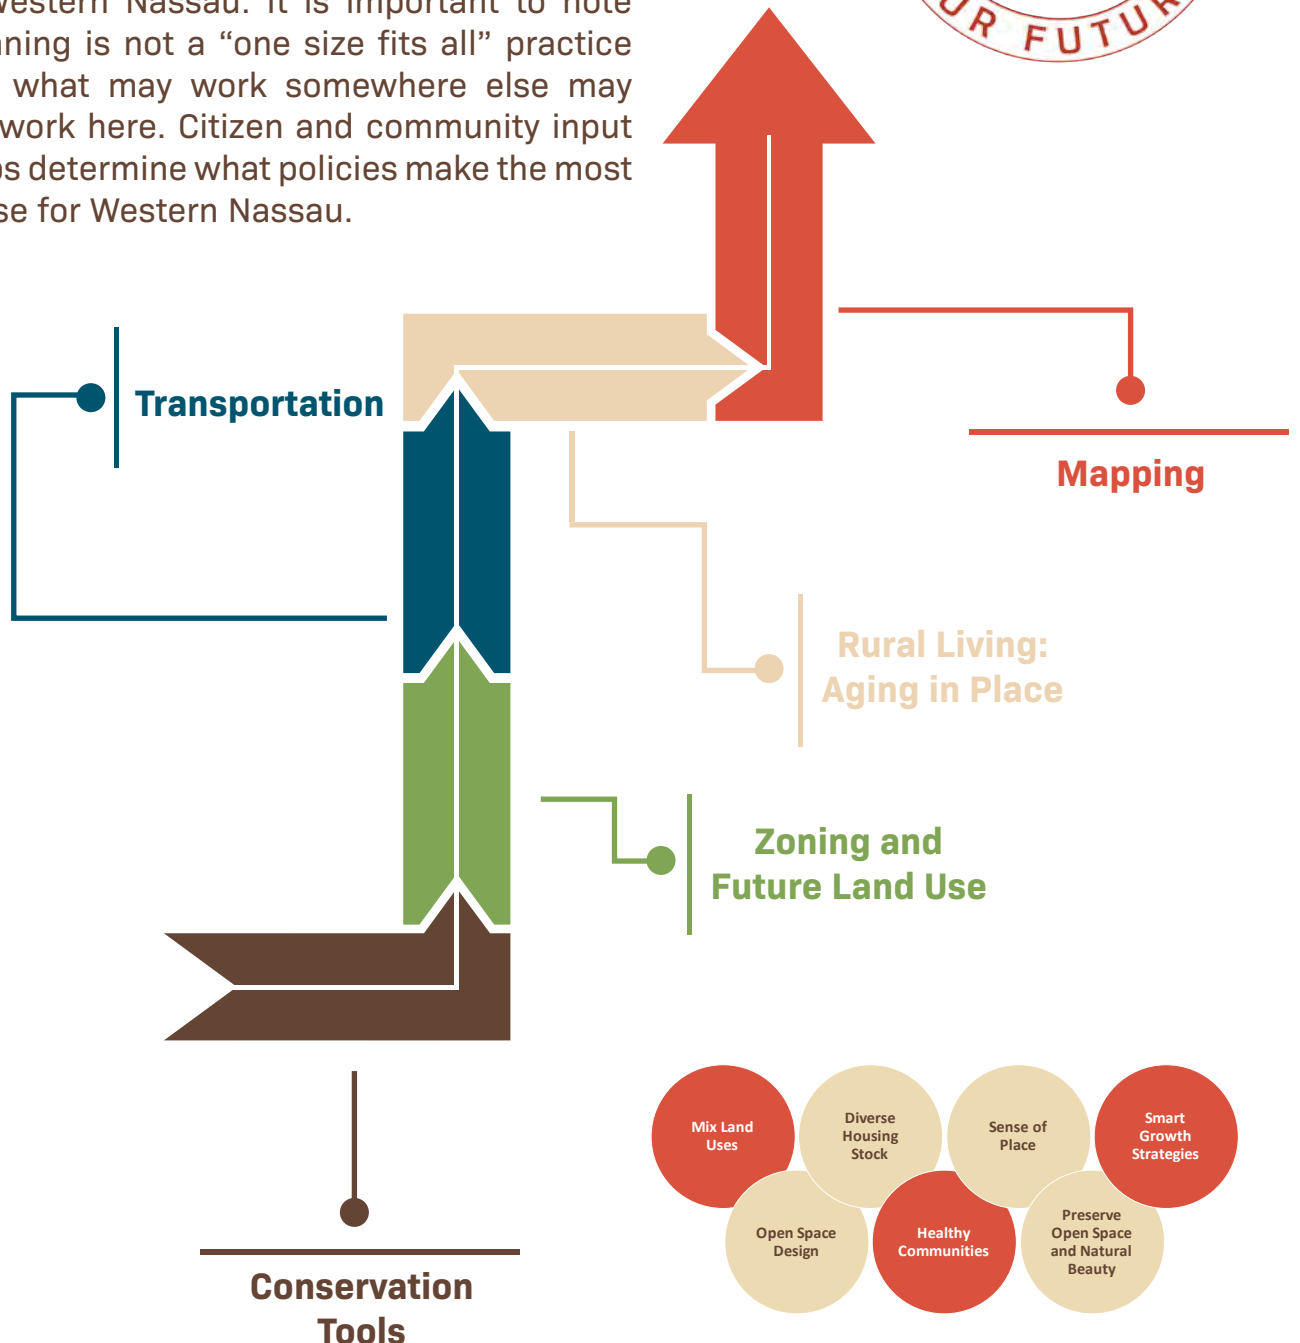 Western Nassau. It is important to note
ning is not a “one size fits all” practice
what may work somewhere else may
work here. Citizen and community input
determine what policies make the most
for Western Nassau.
UR FUTUR
Transportation
Mapping
Rural Living:
Aging in Place
Zoning and
Future Land Use
Conservation
Tools
Mix Land
Uses
Diverse
Housing
Stock
Sense of
Place
Smart
Growth
Strategies
Open Space
Design
Healthy
Communities
Preserve
Open Space
and Natural
Beauty